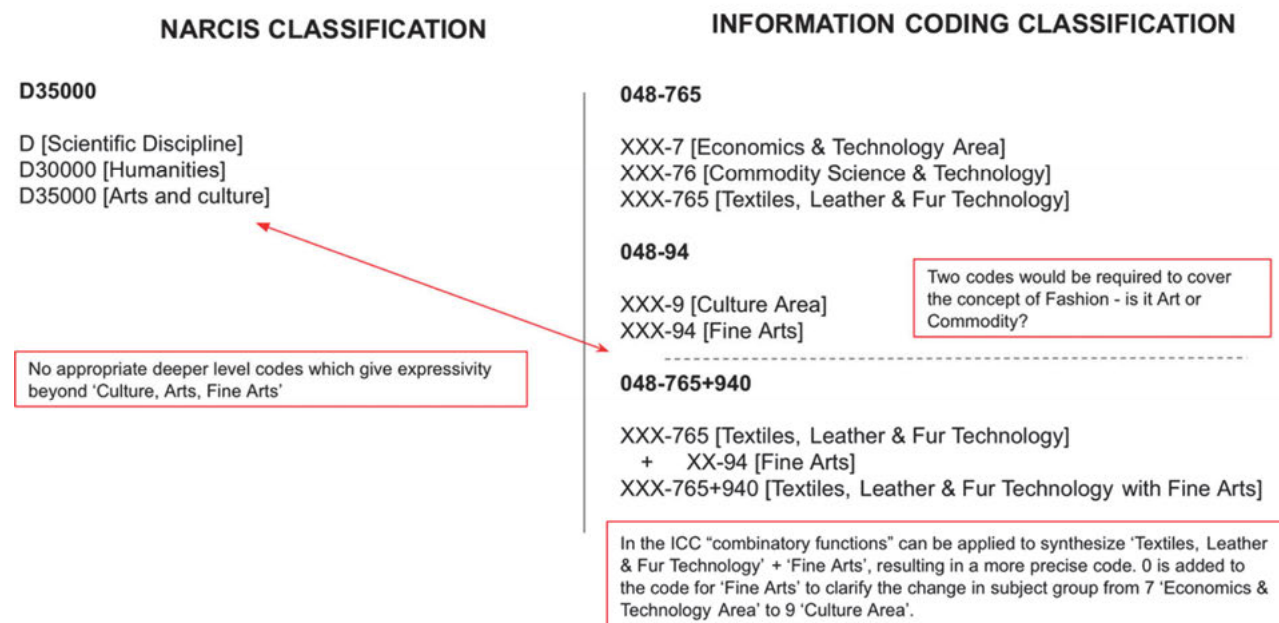 NARCIS CLASSIFICATION
D35000
D [Scientific Discipline]
D30000 [Humanities]
D35000 [Arts and culture]
No appropriate deeper level codes which give expressivity
beyond ‘Culture, Arts, Fine Arts’
INFORMATION CODING CLASSIFICATION
048-765
XXX-7 [Economics & Technology Area]
XXX-76 [Commodity Science & Technology]
XXX-765 [Textiles, Leather & Fur Technology]
048-94
XXX-9 [Culture Area]
XXX-94 [Fine Arts]
Two codes would be required to cover
the concept of Fashion - is it Art or
Commodity?
048-765+940
XXX-765 [Textiles, Leather & Fur Technology]
+ XX-94 [Fine Arts]
XXX-765+940 [Textiles, Leather & Fur Technology with Fine Arts]
In the ICC “combinatory functions” can be applied to synthesize ‘Textiles, Leather
& Fur Technology’ + ‘Fine Arts’, resulting in a more precise code. 0 is added to
the code for ‘Fine Arts’ to clarify the change in subject group from 7 ‘Economics &
Technology Area’ to 9 ‘Culture Area’.